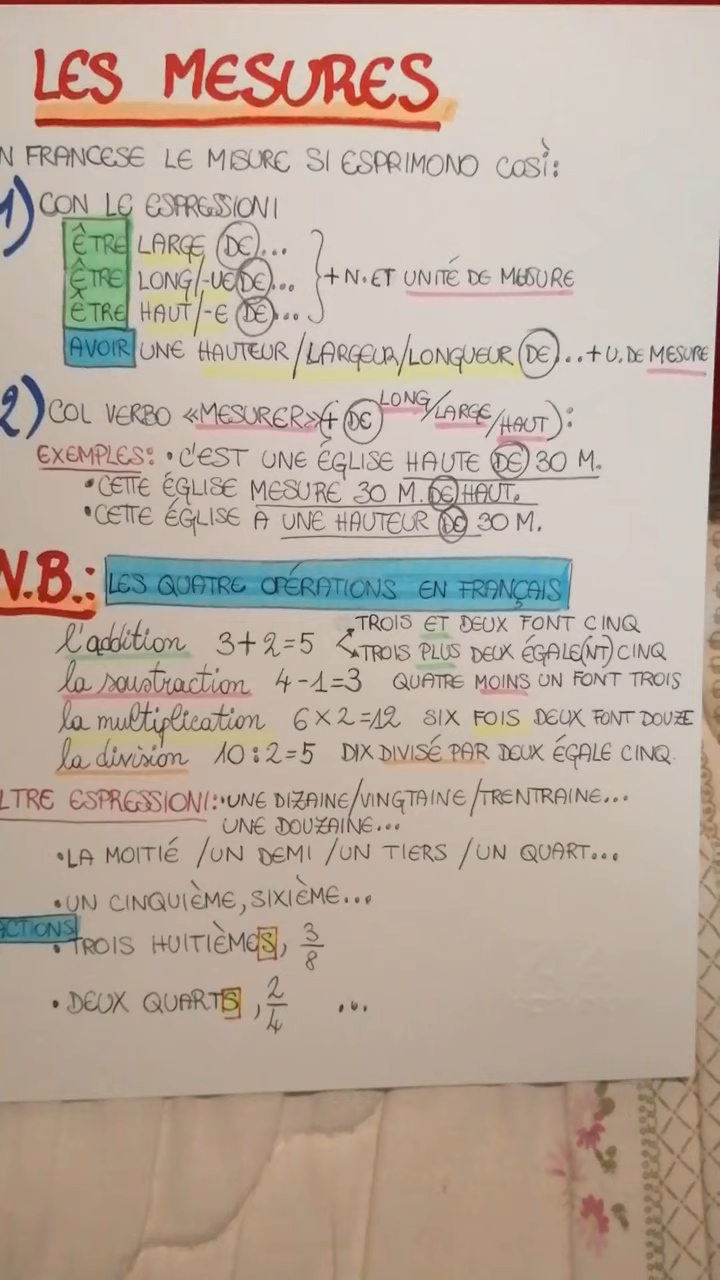 LES MESURES
N FRANCESE LE MISURE SI ESPRIMONO COSÌ:
1) CON LE ESPRESSIONI
ÊTRE LARGE DE...
ÊTRE LONG/-UE DE... } + N. ET UNITÉ DE MESURE
ÊTRE HAUT/-E DE...
AVOIR UNE HAUTEUR/LARGEUR/LONGUEUR DE...+U. DE MESURE
2) COL VERBO «MESURER» (+ DE LONG/LARGE/HAUT):
EXEMPLES: • C'EST UNE ÉGLISE HAUTE DE 30 M.
• CETTE ÉGLISE MESURE 30 M. DE HAUT.
• CETTE ÉGLISE A UNE HAUTEUR DE 30 M.
N.B.: LES QUATRE OPÉRATIONS EN FRANÇAIS
l'addition 3+2=5 TROIS ET DEUX FONT CINQ
TROIS PLUS DEUX ÉGALE(NT) CINQ
la soustraction 4-1=3 QUATRE MOINS UN FONT TROIS
la multiplication 6×2=12 SIX FOIS DEUX FONT DOUZE
la division 10:2=5 DIX DIVISÉ PAR DEUX ÉGALE CINQ.
LTRE ESPRESSIONI: • UNE DIZAINE/VINGTAINE/TRENTRAINE...
UNE DOUZAINE...
• LA MOITIÉ / UN DEMI / UN TIERS / UN QUART...
• UN CINQUIÈME, SIXIÈME...
ACTIONS
• TROIS HUITIÈMES, 3/8
• DEUX QUARTS, 2/4 ...